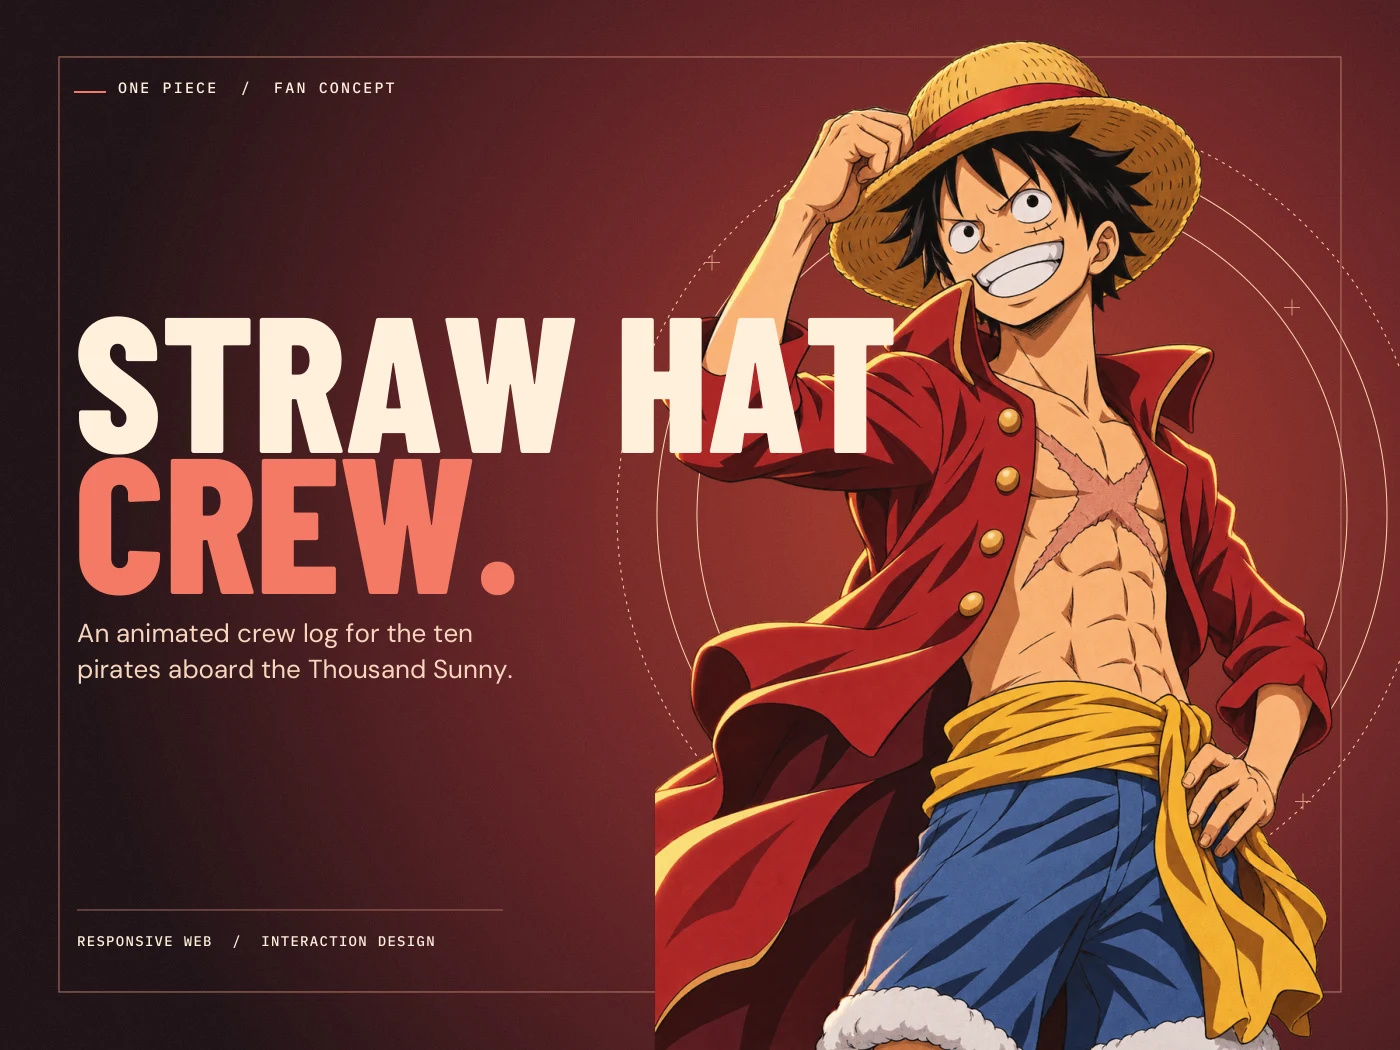 ONE PIECE / FAN CONCEPT
STRAW HAT
CREW.
An animated crew log for the ten
pirates aboard the Thousand Sunny.
RESPONSIVE WEB / INTERACTION DESIGN